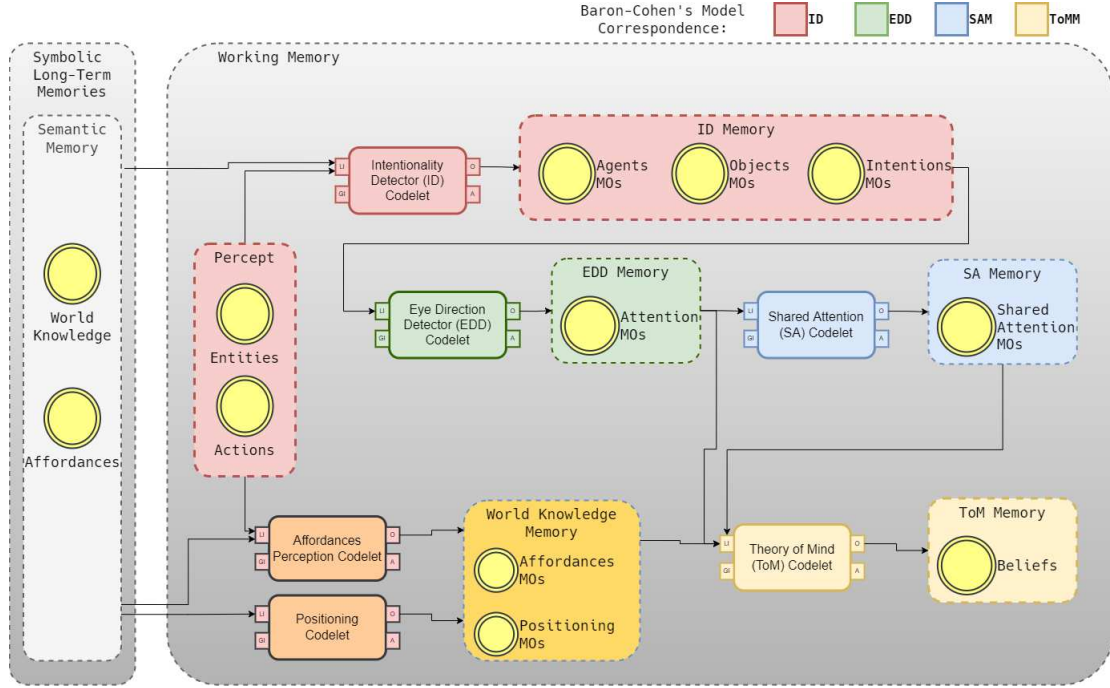 Baron-Cohen's Model
Correspondence:
ID
EDD
SAM
ToMM
Symbolic
Long-Term
Memories
Semantic
Memory
World
Knowledge
Affordances
Working Memory
LI
GI
Intentionality
Detector (ID)
Codelet
O
A
ID Memory
Agents
MOs
Objects
MOs
Intentions
MOs
Percept
Entities
Actions
LI
GI
Eye Direction
Detector (EDD)
Codelet
O
A
EDD Memory
Attention
MOs
LI
GI
Shared Attention
(SA) Codelet
O
A
SA Memory
Shared
Attention
MOs
LI
GI
Affordances
Perception Codelet
O
A
LI
GI
Positioning
Codelet
O
A
World Knowledge
Memory
Affordances
MOs
Positioning
MOs
LI
GI
Theory of Mind
(ToM) Codelet
O
A
ToM Memory
Beliefs